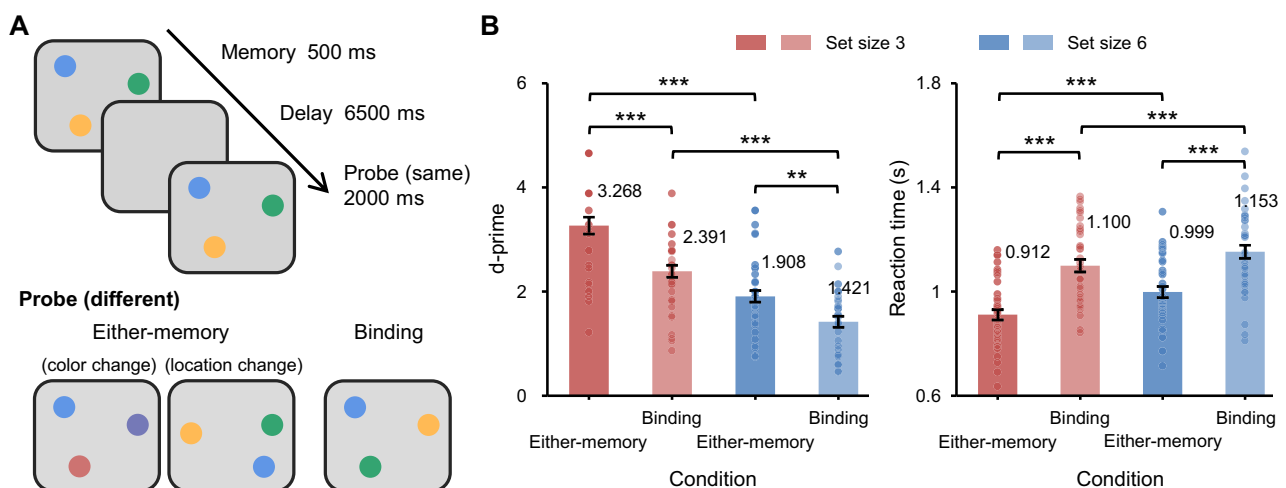 A
Memory 500 ms
Delay 6500 ms
Probe (same)
2000 ms
Probe (different)
Either-memory
Binding
(color change)
(location change)
B
Set size 3
Set size 6
6
4
2
0
d-prime
***
***
***
**
3.268
2.391
1.908
1.421
Binding
Binding
Either-memory
Either-memory
Condition
1.8
1.4
1
0.6
Reaction time (s)
***
***
***
***
0.912
1.100
0.999
1.153
Binding
Binding
Either-memory
Either-memory
Condition